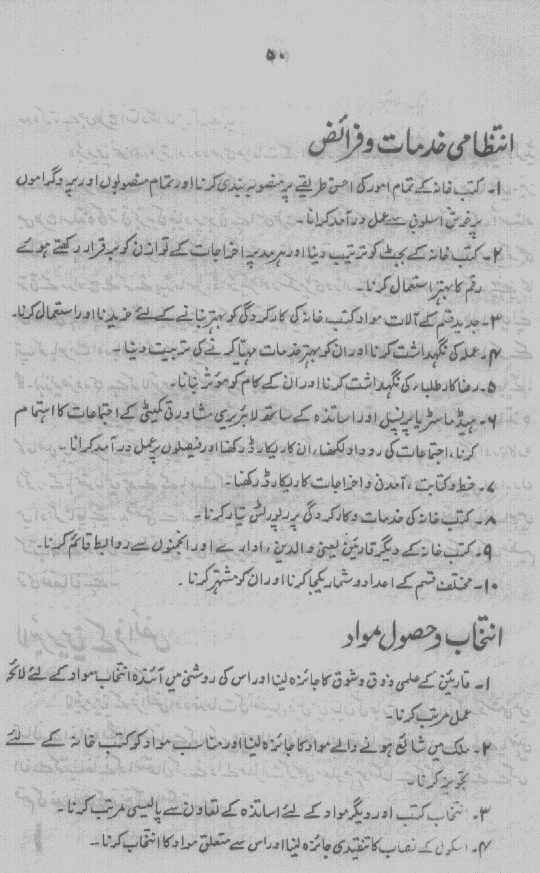 ۵۰
انتظامی خدمات و فرائض
۱۔ کتب خانہ کے تمام امور کی احسن طریقے پر منصوبہ بندی کرنا اور تمام منصوبوں اور پروگراموں
پر خوش اسلوبی سے عمل درآمد کرانا۔
۲۔ کتب خانہ کے بجٹ کو ترتیب دینا اور ہر مد پر اخراجات کے توازن کو برقرار رکھتے ہوئے
رقم کا بہتر استعمال کرنا۔
۳۔ جدید قسم کے آلات مواد کتب خانہ کی کارکردگی کو بہتر بنانے کے لئے خریدنا اور استعمال کرنا۔
۴۔ عملہ کی نگہداشت کرنا اور ان کو بہتر خدمات مہیا کرنے کی تربیت دینا۔
۵۔ رضاکار طلباء کی نگہداشت کرنا اور ان کے کام کو مؤثر بنانا۔
۶۔ ہیڈ ماسٹر یا پرنسپل اور اساتذہ کے ساتھ لائبریری مشاورتی کمیٹی کے اجتماعات کا اہتمام
کرنا، اجتماعات کی روداد لکھنا، ان کا ریکارڈ رکھنا اور فیصلوں پر عمل درآمد کرانا۔
۷۔ خط و کتابت، آمدنی و اخراجات کا ریکارڈ رکھنا۔
۸۔ کتب خانہ کی خدمات و کارکردگی پر رپورٹس تیار کرنا۔
۹۔ کتب خانہ کے دیگر قارئین یعنی والدین، ادارے اور انجمنوں سے روابط قائم کرنا۔
۱۰۔ مختلف قسم کے اعداد و شمار یکجا کرنا اور ان کو مشتہر کرنا۔
انتخاب و حصول مواد
۱۔ قارئین کے علمی ذوق و شوق کا جائزہ لینا اور اس کی روشنی میں آئندہ انتخاب مواد کے لئے لائحہ
عمل مرتب کرنا۔
۲۔ ملک میں شائع ہونے والے مواد کا جائزہ لینا اور مناسب مواد کو کتب خانہ کے لئے
تجویز کرنا۔
۳۔ انتخاب کتب اور دیگر مواد کے لئے اساتذہ کے تعاون سے پالیسی مرتب کرنا۔
۴۔ اسکول کے نصاب کا تنقیدی جائزہ لینا اور اس سے متعلق مواد کا انتخاب کرنا۔